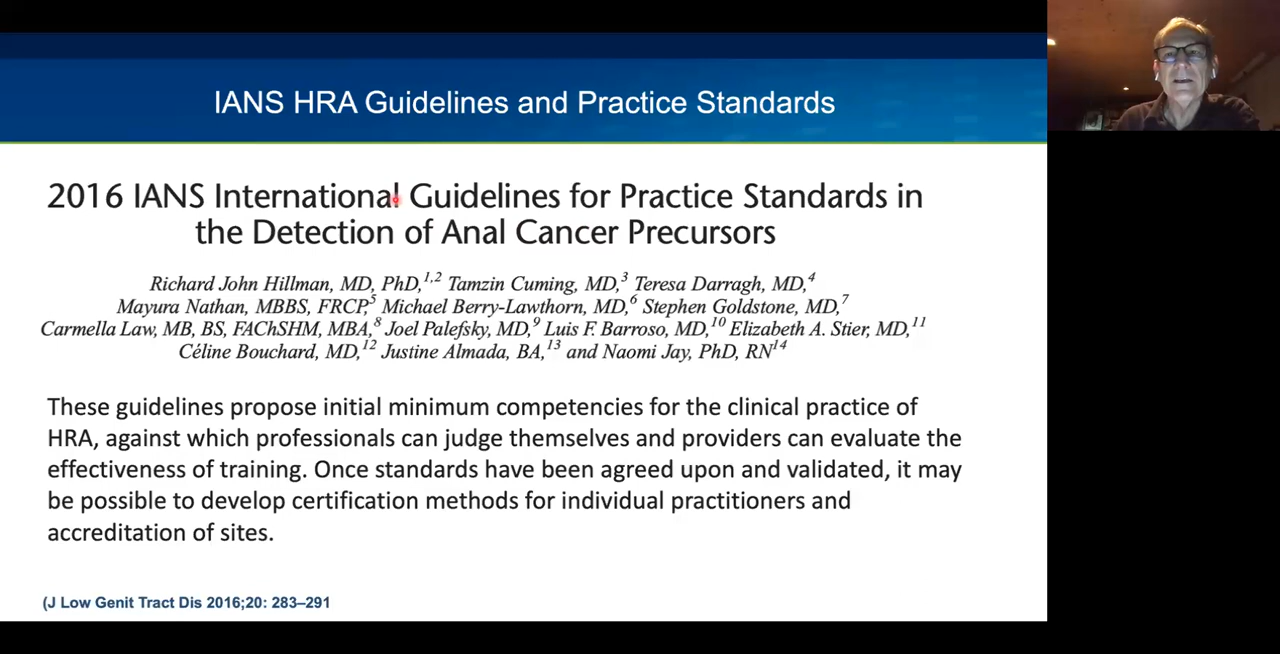 IANS HRA Guidelines and Practice Standards
2016 IANS International Guidelines for Practice Standards in
the Detection of Anal Cancer Precursors
Richard John Hillman, MD, PhD,1,2 Tamzin Cuming, MD,3 Teresa Darragh, MD,4
Mayura Nathan, MBBS, FRCP,5 Michael Berry-Lawthorn, MD,6 Stephen Goldstone, MD,7
Carmella Law, MB, BS, FAChSHM, MBA,8 Joel Palefsky, MD,9 Luis F. Barroso, MD,10 Elizabeth A. Stier, MD,11
Céline Bouchard, MD,12 Justine Almada, BA,13 and Naomi Jay, PhD, RN14
These guidelines propose initial minimum competencies for the clinical practice of
HRA, against which professionals can judge themselves and providers can evaluate the
effectiveness of training. Once standards have been agreed upon and validated, it may
be possible to develop certification methods for individual practitioners and
accreditation of sites.
(J Low Genit Tract Dis 2016;20: 283–291